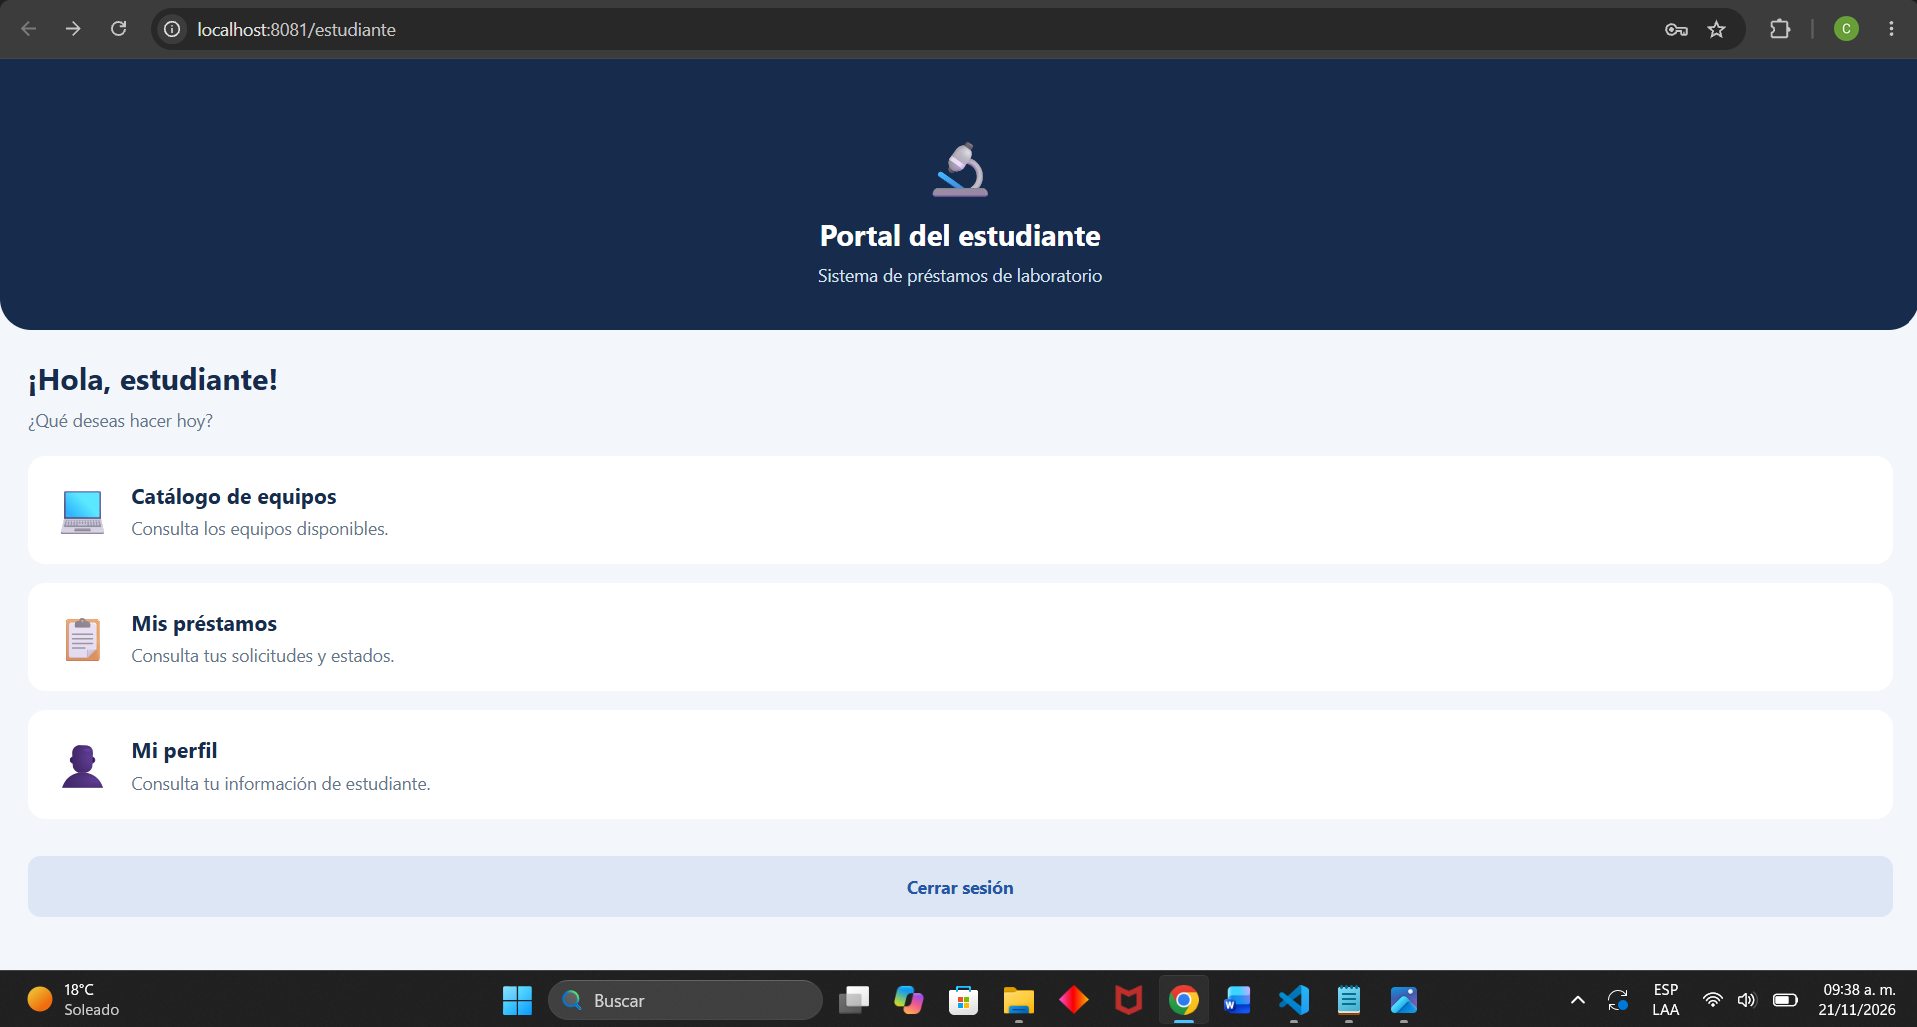 localhost:8081/estudiante
C
Portal del estudiante
Sistema de préstamos de laboratorio
¡Hola, estudiante!
¿Qué deseas hacer hoy?
Catálogo de equipos
Consulta los equipos disponibles.
Mis préstamos
Consulta tus solicitudes y estados.
Mi perfil
Consulta tu información de estudiante.
Cerrar sesión
18°C
Soleado
Buscar
W
ESP
LAA
09:38 a. m.
21/11/2026